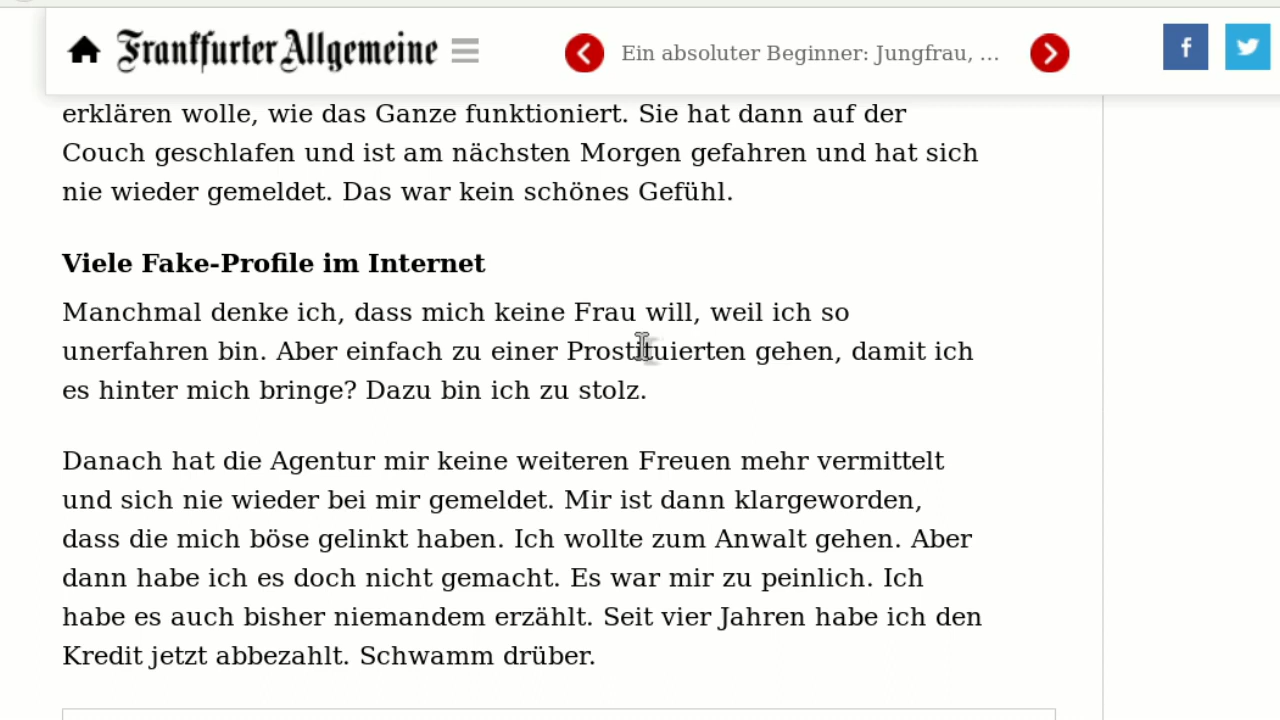 Frankfurter Allgemeine
Ein absoluter Beginner: Jungfrau, ...
erklären wolle, wie das Ganze funktioniert. Sie hat dann auf der
Couch geschlafen und ist am nächsten Morgen gefahren und hat sich
nie wieder gemeldet. Das war kein schönes Gefühl.
Viele Fake-Profile im Internet
Manchmal denke ich, dass mich keine Frau will, weil ich so
unerfahren bin. Aber einfach zu einer Prostituierten gehen, damit ich
es hinter mich bringe? Dazu bin ich zu stolz.
Danach hat die Agentur mir keine weiteren Freuen mehr vermittelt
und sich nie wieder bei mir gemeldet. Mir ist dann klargeworden,
dass die mich böse gelinkt haben. Ich wollte zum Anwalt gehen. Aber
dann habe ich es doch nicht gemacht. Es war mir zu peinlich. Ich
habe es auch bisher niemandem erzählt. Seit vier Jahren habe ich den
Kredit jetzt abbezahlt. Schwamm drüber.